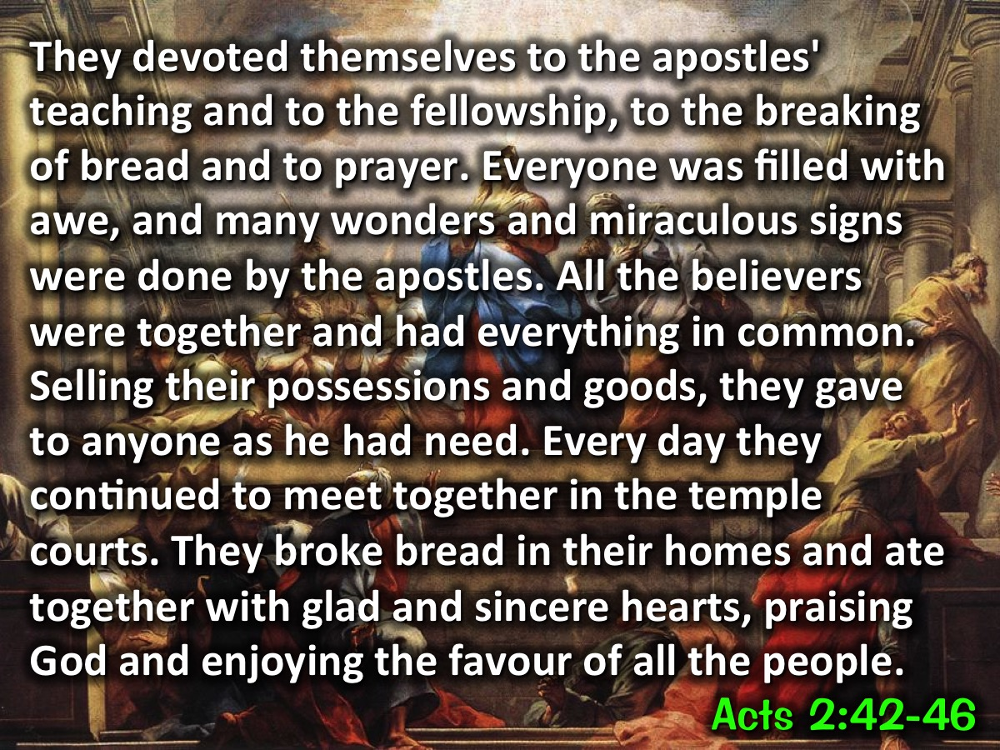 They devoted themselves to the apostles'
teaching and to the fellowship, to the breaking
of bread and to prayer. Everyone was filled with
awe, and many wonders and miraculous signs
were done by the apostles. All the believers
were together and had everything in common.
Selling their possessions and goods, they gave
to anyone as he had need. Every day they
continued to meet together in the temple
courts. They broke bread in their homes and ate
together with glad and sincere hearts, praising
God and enjoying the favour of all the people.
Acts 2:42-46